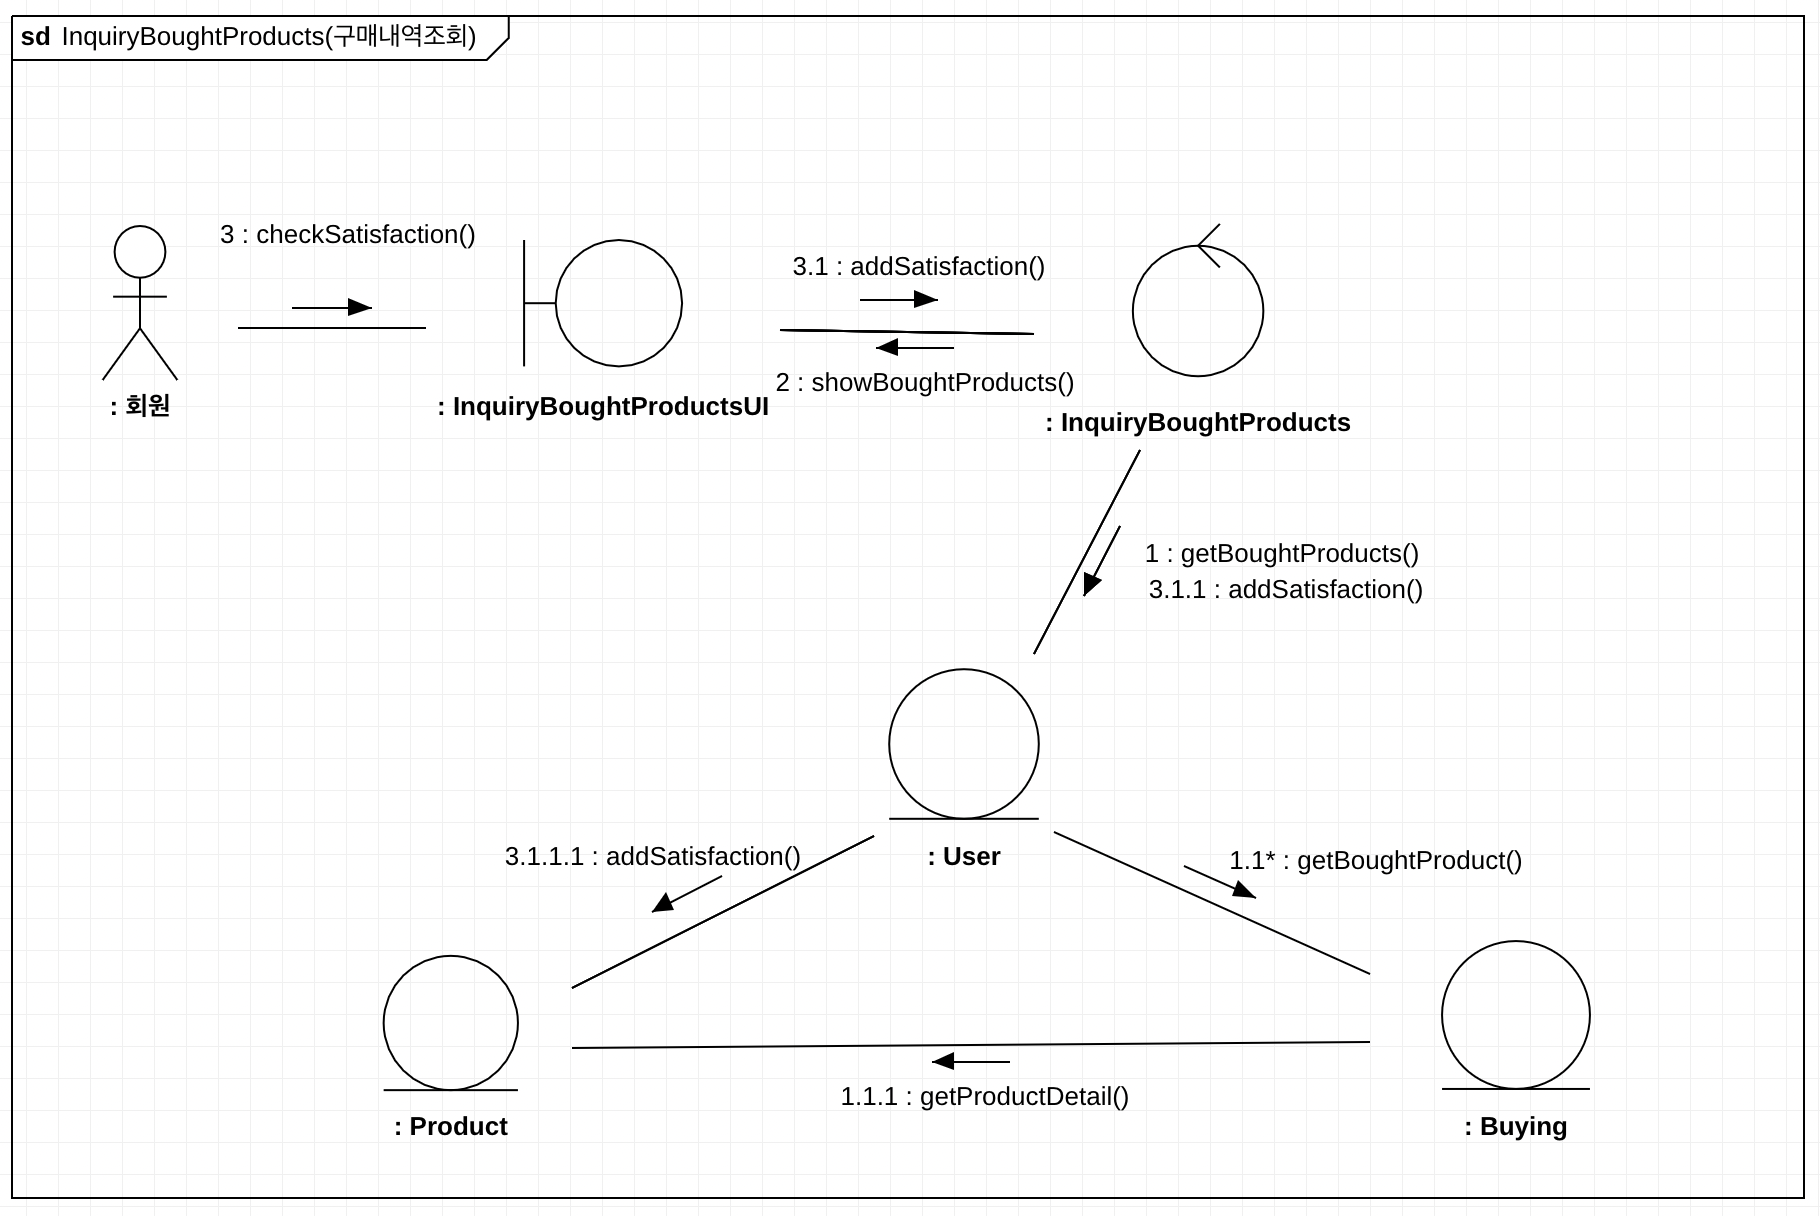 sd InquiryBoughtProducts(구매내역조회)
3 : checkSatisfaction()
3.1 : addSatisfaction()
2 : showBoughtProducts()
: 회원
: InquiryBoughtProductsUI
: InquiryBoughtProducts
1 : getBoughtProducts()
3.1.1 : addSatisfaction()
3.1.1.1 : addSatisfaction()
: User
1.1* : getBoughtProduct()
1.1.1 : getProductDetail()
: Product
: Buying